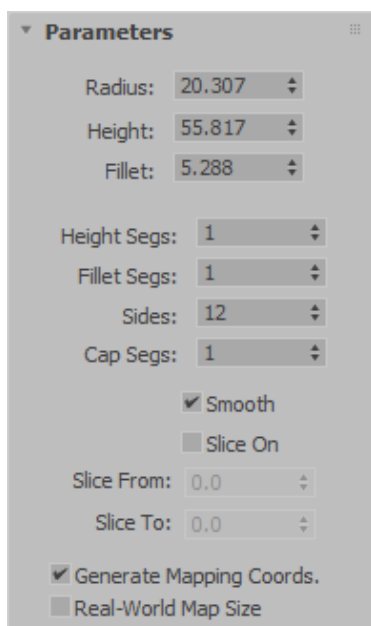 Parameters
Radius: 20.307
Height: 55.817
Fillet: 5.288
Height Segs: 1
Fillet Segs: 1
Sides: 12
Cap Segs: 1
Smooth
Slice On
Slice From: 0.0
Slice To: 0.0
Generate Mapping Coords.
Real-World Map Size